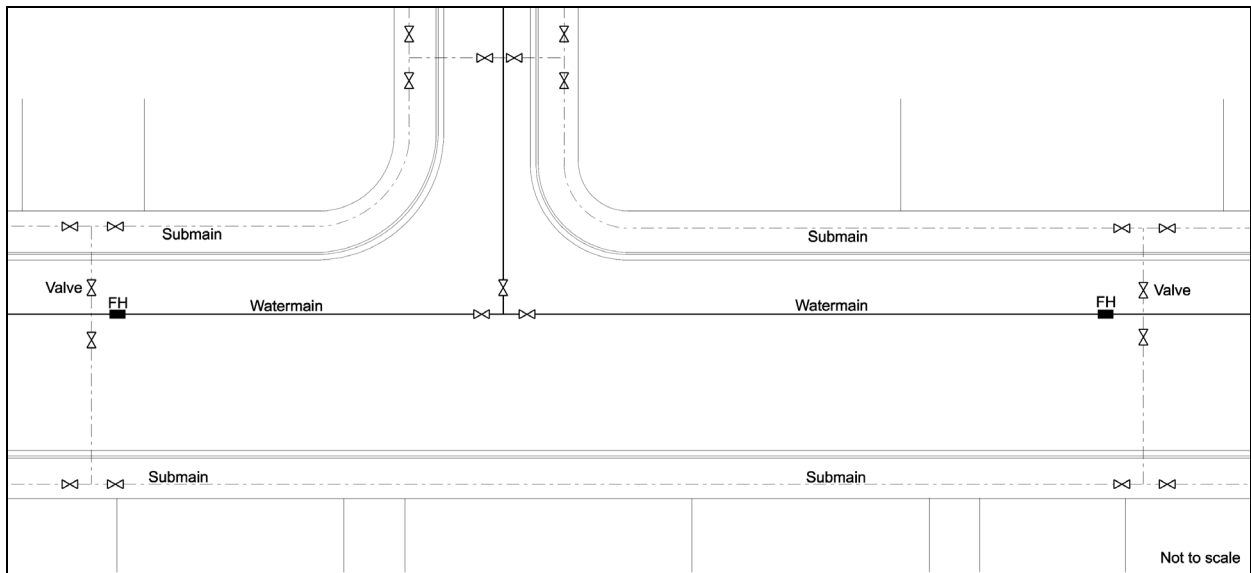 Submain
Submain
Valve
FH
Watermain
Watermain
FH
Valve
Submain
Submain
Not to scale